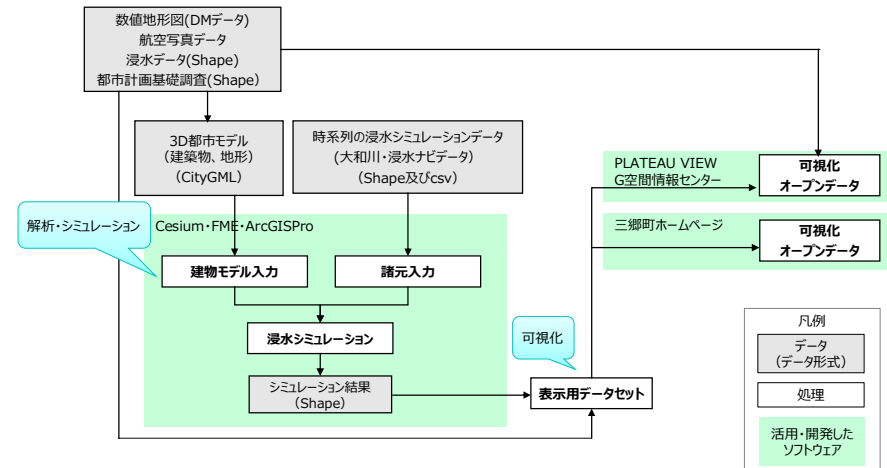 数値地形図(DMデータ)
航空写真データ
浸水データ(Shape)
都市計画基礎調査(Shape)
3D都市モデル
（建築物、地形）
（CityGML）
時系列の浸水シミュレーションデータ
(大和川・浸水ナビデータ)
（Shape及びcsv）
PLATEAU VIEW
G空間情報センター
可視化
オープンデータ
三郷町ホームページ
可視化
オープンデータ
解析・シミュレーション
Cesium・FME・ArcGISPro
建物モデル入力
諸元入力
浸水シミュレーション
シミュレーション結果
（Shape）
可視化
表示用データセット
凡例
データ
（データ形式）
処理
活用・開発した
ソフトウェア